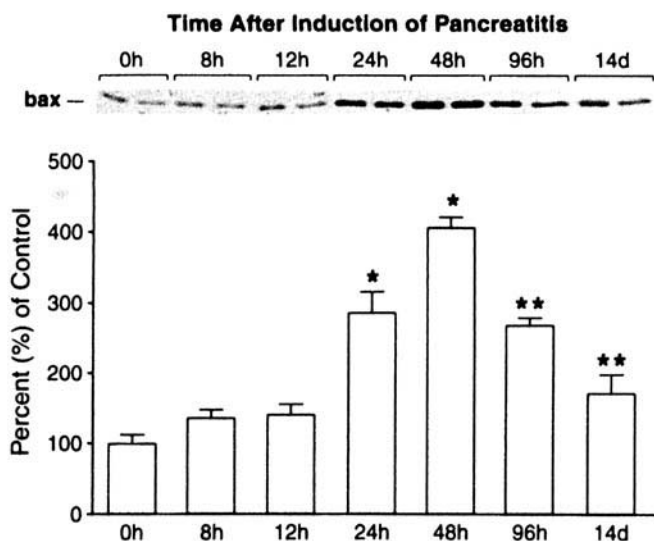 Time After Induction of Pancreatitis
0h 8h 12h 24h 48h 96h 14d
bax –
500
400
300
200
100
0
Percent (%) of Control
*
*
**
**
0h 8h 12h 24h 48h 96h 14d